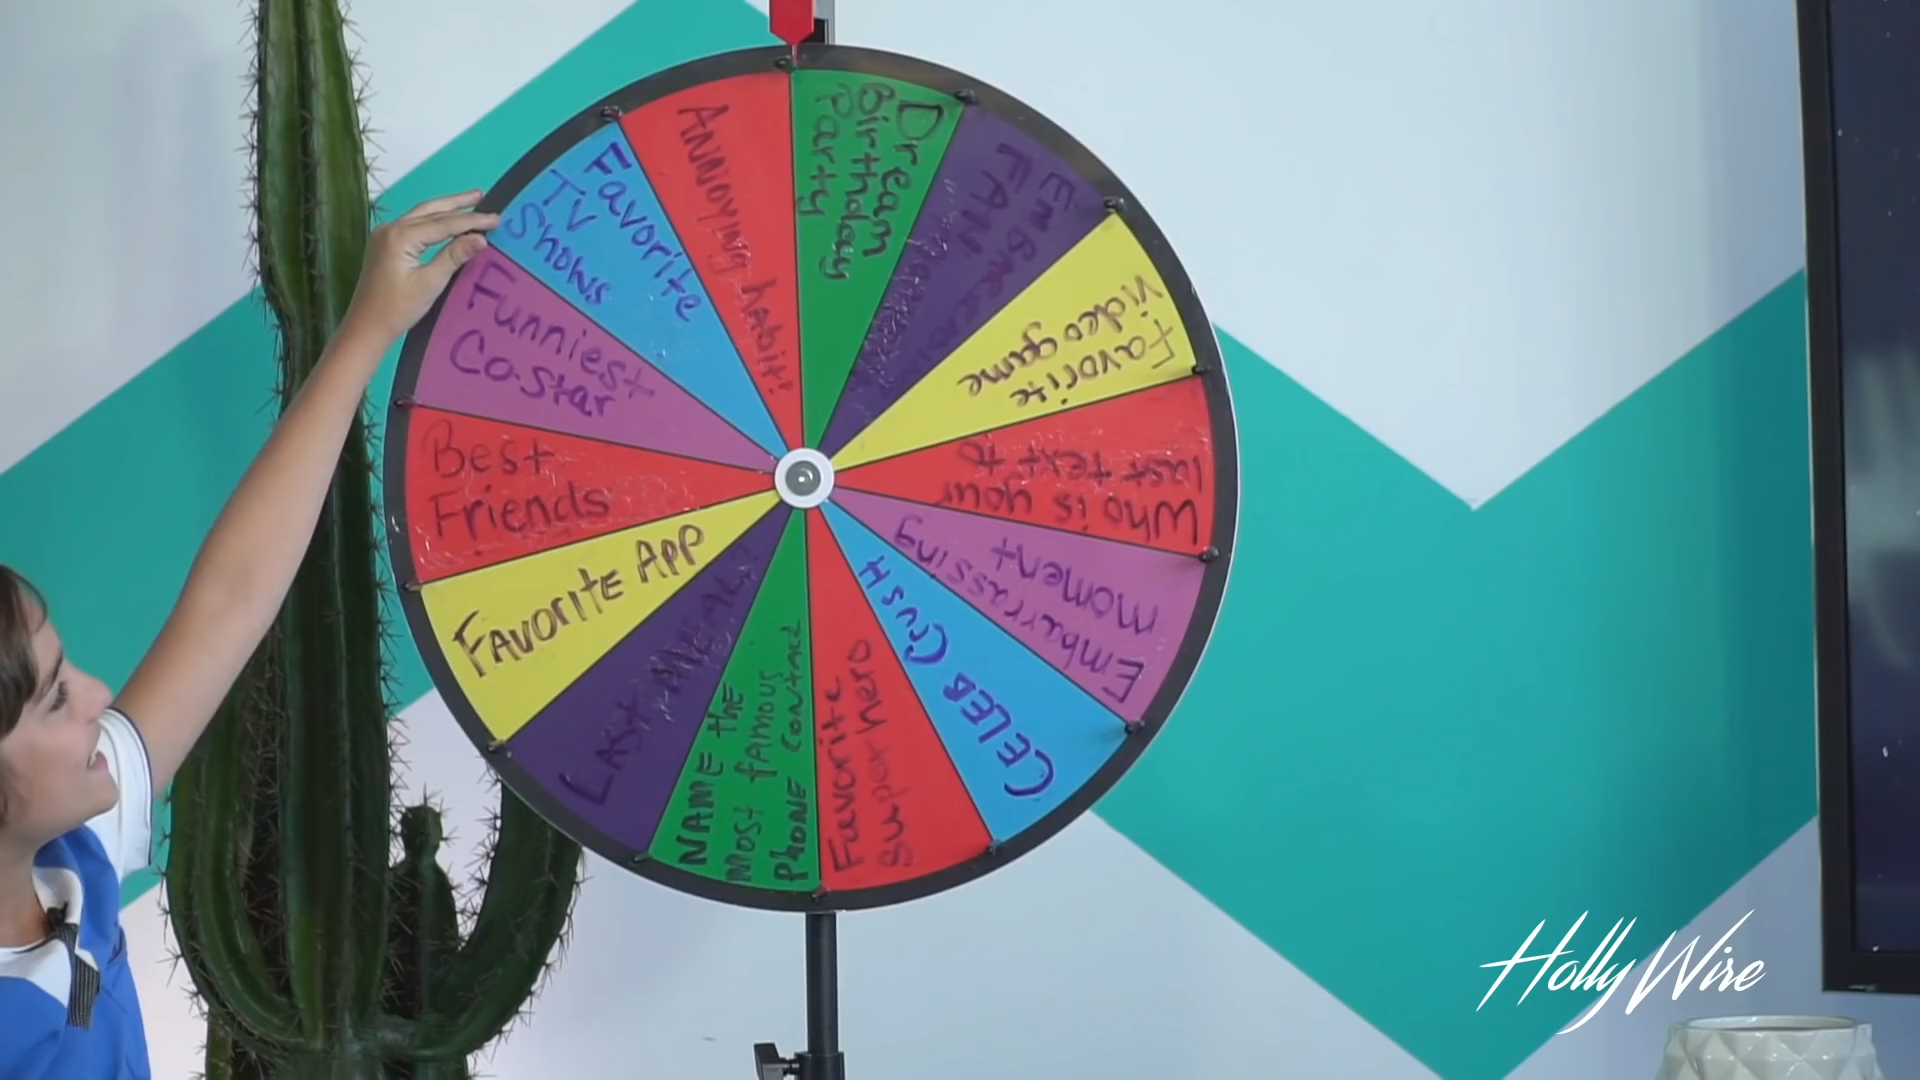 Dream
Birthday
Party
EmBarrasing
FAN
Favorite
Video game
Who is your
last text to
Embarrassing
moment
CELEB CrUSH
Favorite
Superhero
NAME the
most famous
PhONE contact
LAST MEAL!
FAVORItE APP
Best
Friends
Funniest
Co-Star
Favorite
TV
Shows
ANNOYINg habit!
HollyWire